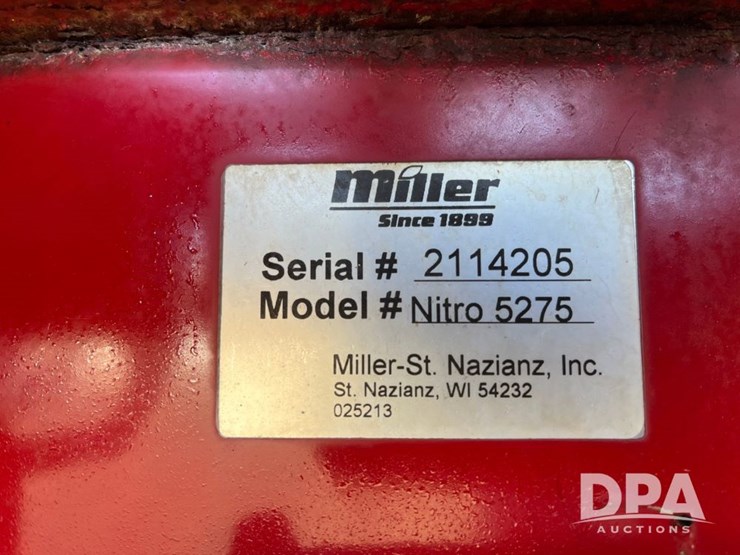 Miller
Since 1899
Serial # 2114205
Model # Nitro 5275
Miller-St. Nazianz, Inc.
St. Nazianz, WI 54232
025213
DPA
AUCTIONS